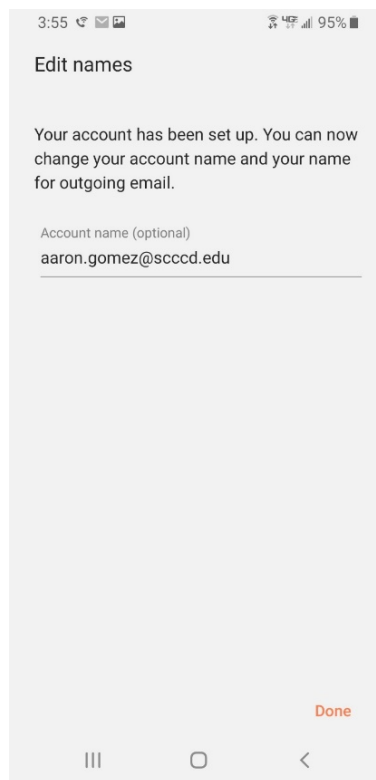 3:55 95%
Edit names
Your account has been set up. You can now
change your account name and your name
for outgoing email.
Account name (optional)
aaron.gomez@scccd.edu
Done